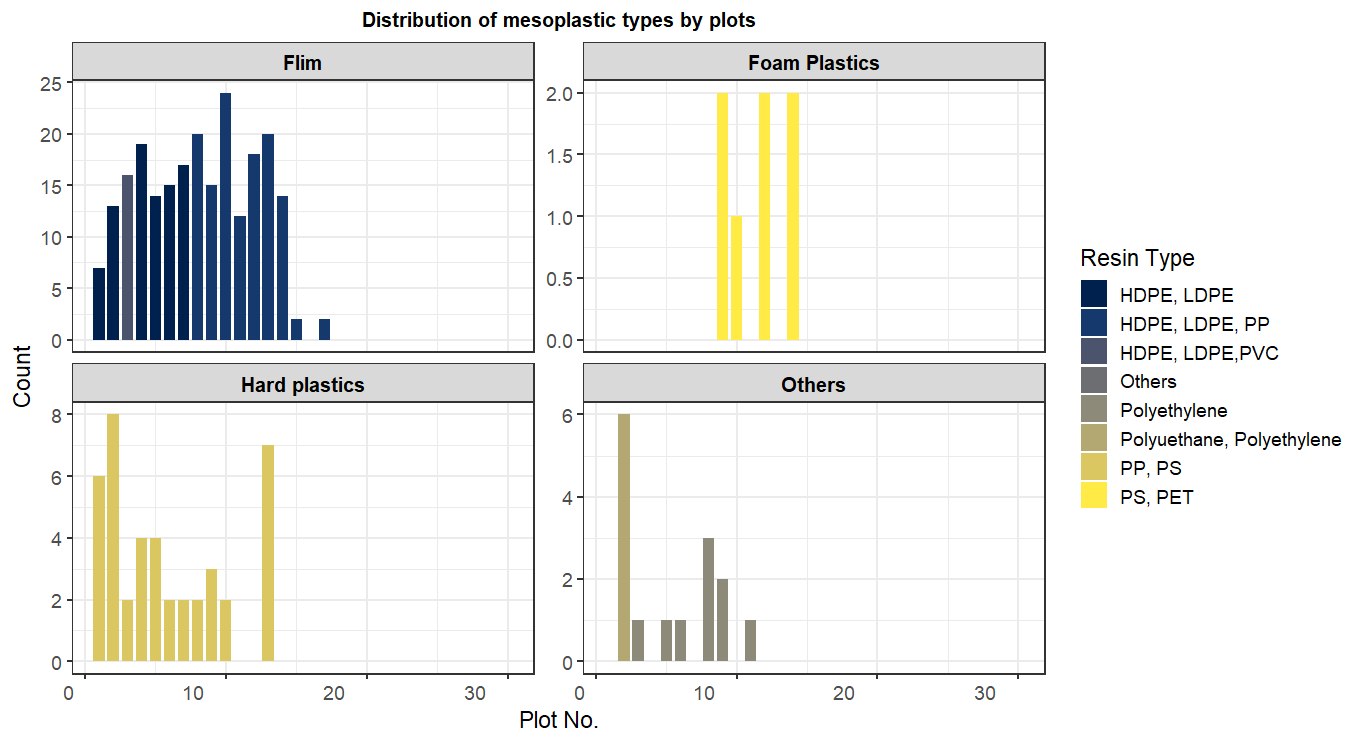 Distribution of mesoplastic types by plots
Flim
25
20
15
10
5
0
Foam Plastics
2.0
1.5
1.0
0.5
0.0
Hard plastics
8
6
4
2
0
0 10 20 30
Others
6
4
2
0
0 10 20 30
Count
Plot No.
Resin Type
HDPE, LDPE
HDPE, LDPE, PP
HDPE, LDPE,PVC
Others
Polyethylene
Polyuethane, Polyethylene
PP, PS
PS, PET